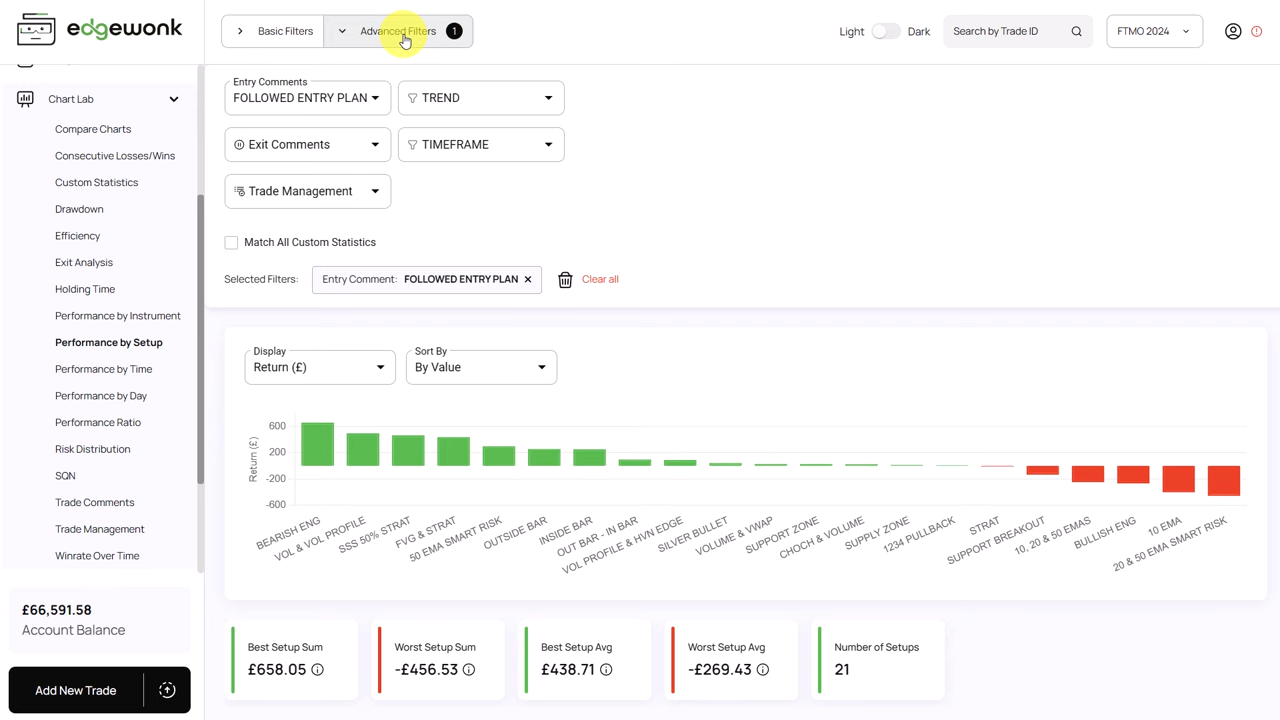 edgewonk
Basic Filters
Advanced Filters 1
Light
Dark
Search by Trade ID
FTMO 2024
Chart Lab
Compare Charts
Consecutive Losses/Wins
Custom Statistics
Drawdown
Efficiency
Exit Analysis
Holding Time
Performance by Instrument
Performance by Setup
Performance by Time
Performance by Day
Performance Ratio
Risk Distribution
SQN
Trade Comments
Trade Management
Winrate Over Time
£66,591.58
Account Balance
Add New Trade
Entry Comments
FOLLOWED ENTRY PLAN
TREND
Exit Comments
TIMEFRAME
Trade Management
Match All Custom Statistics
Selected Filters:
Entry Comment: FOLLOWED ENTRY PLAN
Clear all
Display
Return (£)
Sort By
By Value
Return (£)
600
200
-200
-600
BEARISH ENG
VOL & VOL PROFILE
SSS 50% STRAT
FVG & STRAT
50 EMA SMART RISK
OUTSIDE BAR
INSIDE BAR
OUT BAR - IN BAR
VOL PROFILE & HVN EDGE
SILVER BULLET
VOLUME & VWAP
SUPPORT ZONE
CHOCH & VOLUME
SUPPLY ZONE
1234 PULLBACK
STRAT
SUPPORT BREAKOUT
10, 20 & 50 EMAS
BULLISH ENG
10 EMA
20 & 50 EMA SMART RISK
Best Setup Sum
£658.05
Worst Setup Sum
-£456.53
Best Setup Avg
£438.71
Worst Setup Avg
-£269.43
Number of Setups
21